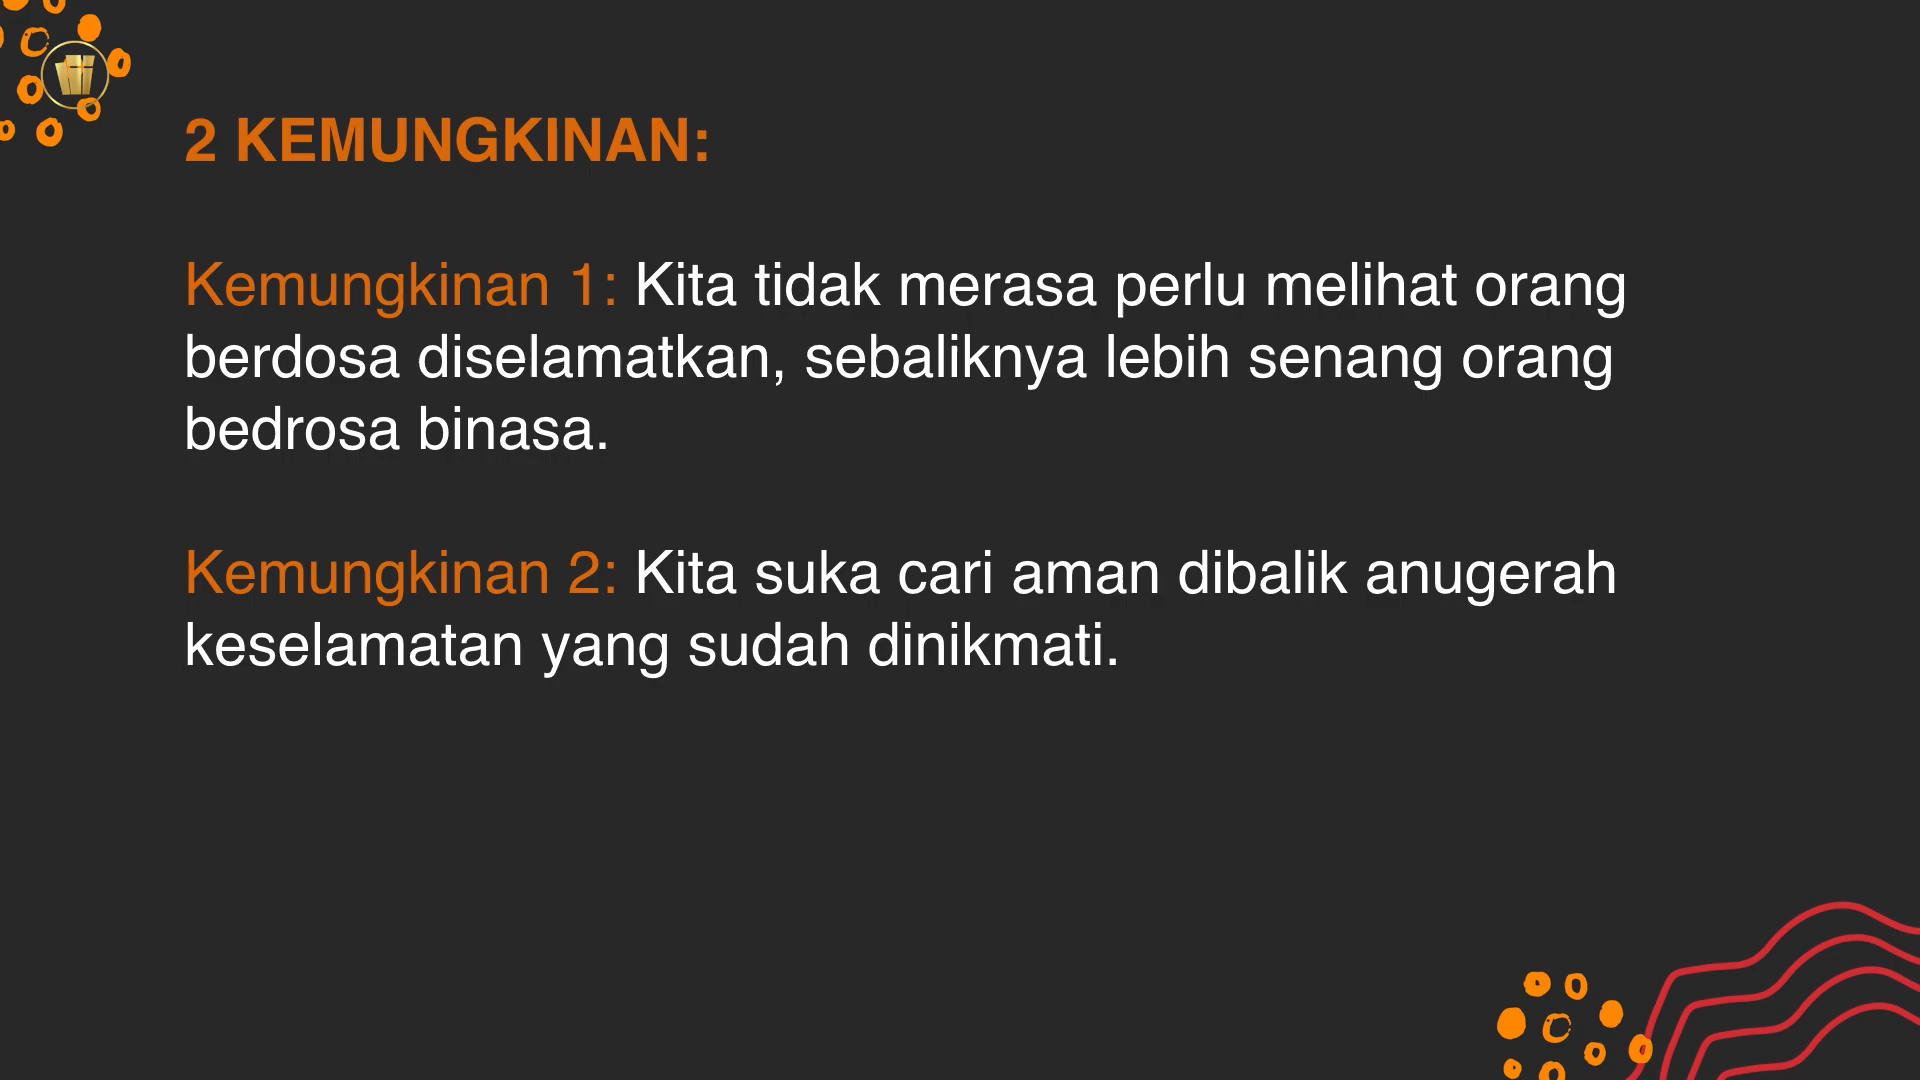 2 KEMUNGKINAN:
Kemungkinan 1: Kita tidak merasa perlu melihat orang
berdosa diselamatkan, sebaliknya lebih senang orang
bedrosa binasa.
Kemungkinan 2: Kita suka cari aman dibalik anugerah
keselamatan yang sudah dinikmati.